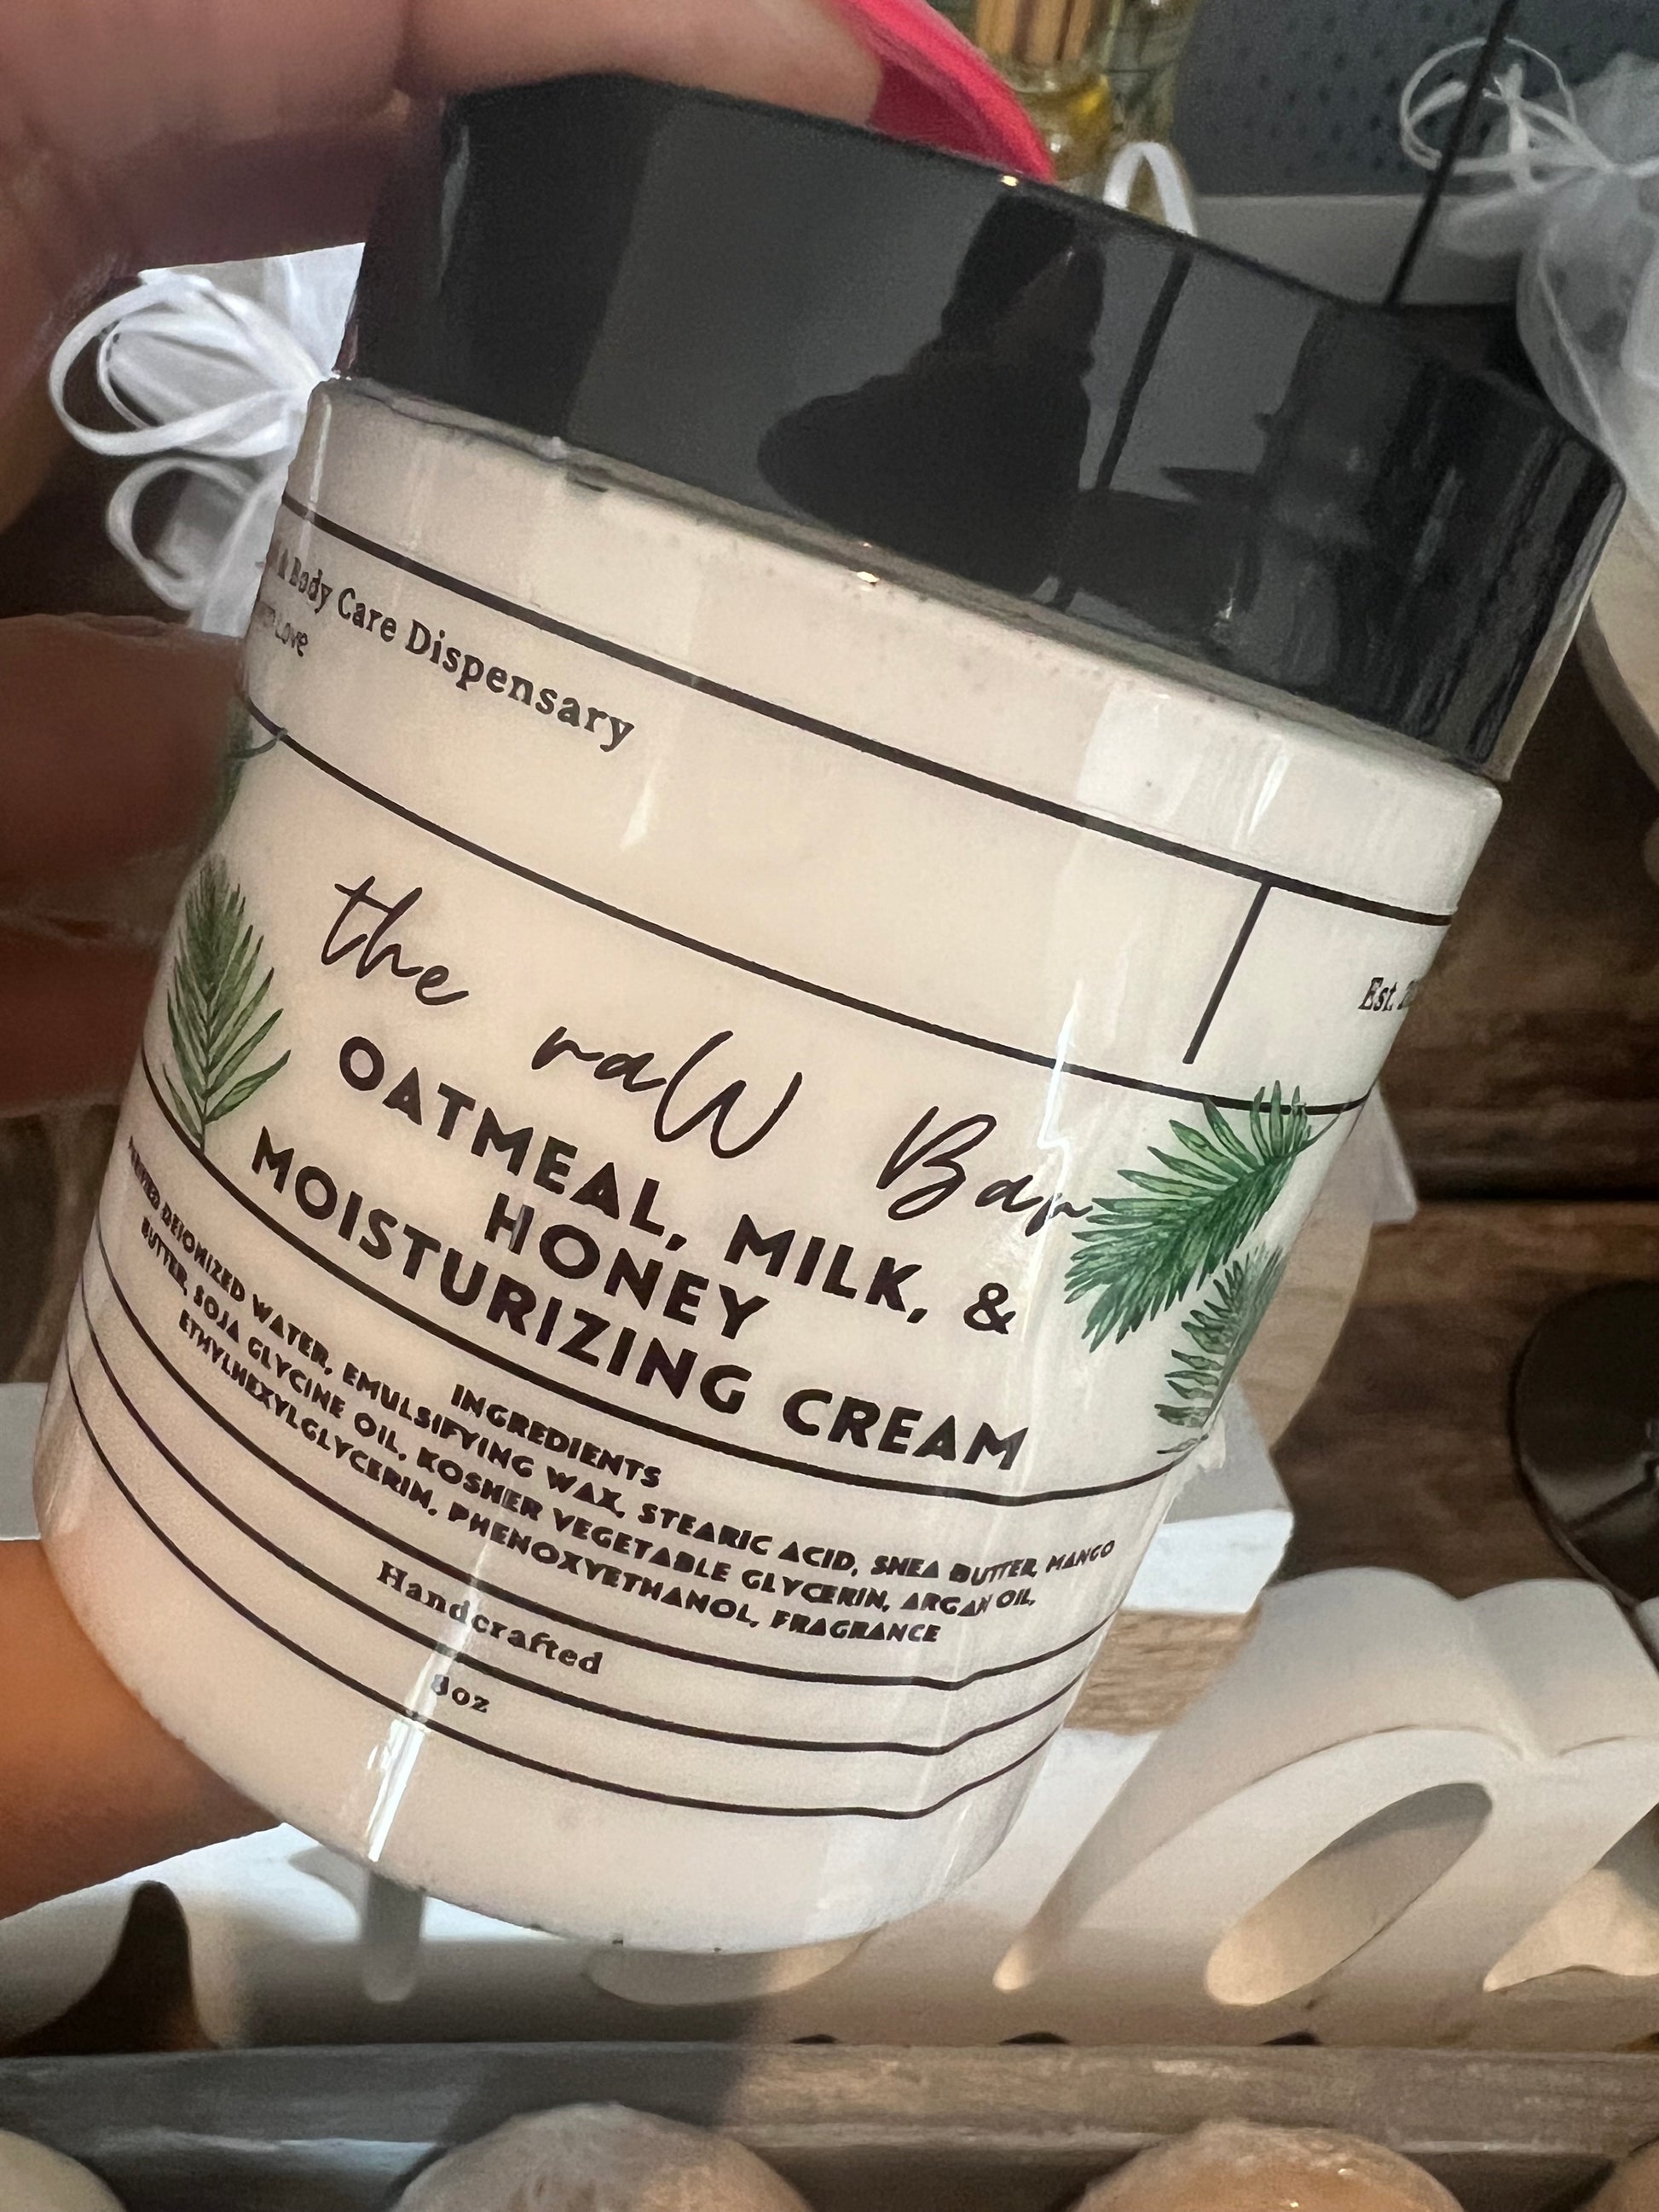 & Body Care Dispensary
Love
Est.
the raW Bar
OATMEAL, MILK, &
HONEY
MOISTURIZING CREAM
INGREDIENTS
DEIONIZED WATER, EMULSIFYING WAX, STEARIC ACID, SHEA BUTTER, MANGO
BUTTER, SOJA GLYCINE OIL, KOSHER VEGETABLE GLYCERIN, ARGAN OIL,
ETHYLHEXYLGLYCERIN, PHENOXYETHANOL, FRAGRANCE
Handcrafted
8oz